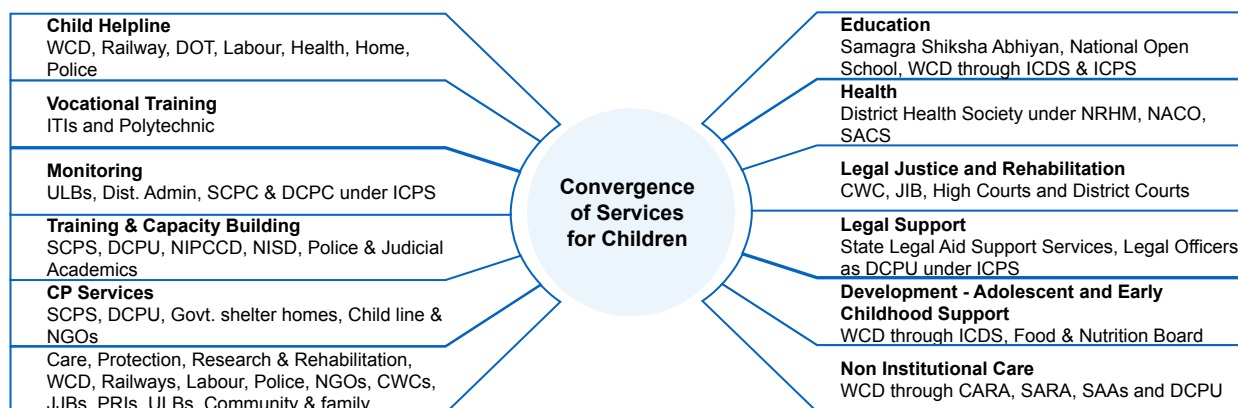 Child Helpline
WCD, Railway, DOT, Labour, Health, Home,
Police
Vocational Training
ITIs and Polytechnic
Monitoring
ULBs, Dist. Admin, SCPC & DCPC under ICPS
Training & Capacity Building
SCPS, DCPU, NIPCCD, NISD, Police & Judicial
Academics
CP Services
SCPS, DCPU, Govt. shelter homes, Child line &
NGOs
Care, Protection, Research & Rehabilitation,
WCD, Railways, Labour, Police, NGOs, CWCs,
JJBs, PRIs, ULBs, Community & family
Convergence
of Services
for Children
Education
Samagra Shiksha Abhiyan, National Open
School, WCD through ICDS & ICPS
Health
District Health Society under NRHM, NACO,
SACS
Legal Justice and Rehabilitation
CWC, JIB, High Courts and District Courts
Legal Support
State Legal Aid Support Services, Legal Officers
as DCPU under ICPS
Development - Adolescent and Early
Childhood Support
WCD through ICDS, Food & Nutrition Board
Non Institutional Care
WCD through CARA, SARA, SAAs and DCPU